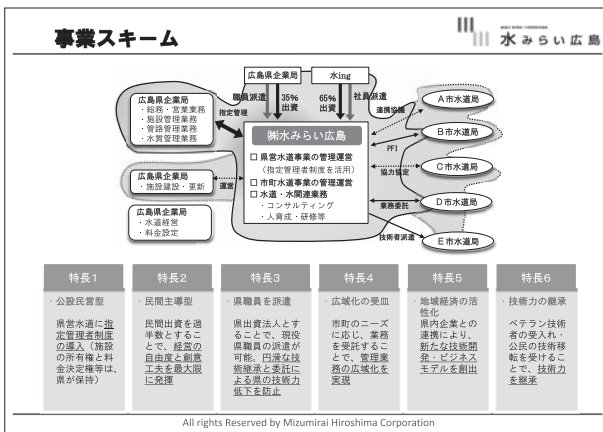 事業スキーム
MIZU MIRAI HIROSHIMA
水みらい広島
広島県企業局
水ing
職員派遣
35%
出資
65%
出資
社員派遣
広島県企業局
・総務・営業業務
・施設管理業務
・管路管理業務
・水質管理業務
指定管理
広島県企業局
・施設建設・更新
運営
広島県企業局
・水道経営
・料金設定
㈱水みらい広島
□ 県営水道事業の管理運営
（指定管理者制度を活用）
□ 市町水道事業の管理運営
□ 水道・水関連業務
・コンサルティング
・人育成・研修等
連携協議
PFI
協力協定
業務委託
技術者派遣
A市水道局
B市水道局
C市水道局
D市水道局
E市水道局
特長1
・公設民営型
県営水道に指
定管理者制度
の導入（施設
の所有権と料
金決定権等は、
県が保持）
特長2
・民間主導型
民間出資を過
半数とすること
で、経営の
自由度と創意
工夫を最大限
に発揮
特長3
・県職員を派遣
県出資法人とす
ることで、現役
県職員の派遣が
可能。円滑な技
術継承と委託に
よる県の技術力
低下を防止
特長4
・広域化の受皿
市町のニーズ
に応じ、業務
を受託するこ
とで、管理業
務の広域化を
実現
特長5
・地域経済の活
性化
県内企業との
連携により、
新たな技術開
発・ビジネス
モデルを創出
特長6
・技術力の継承
ベテラン技術
者の受入れ・
公民の技術移
転を受けるこ
とで、技術力
を継承
All rights Reserved by Mizumirai Hiroshima Corporation